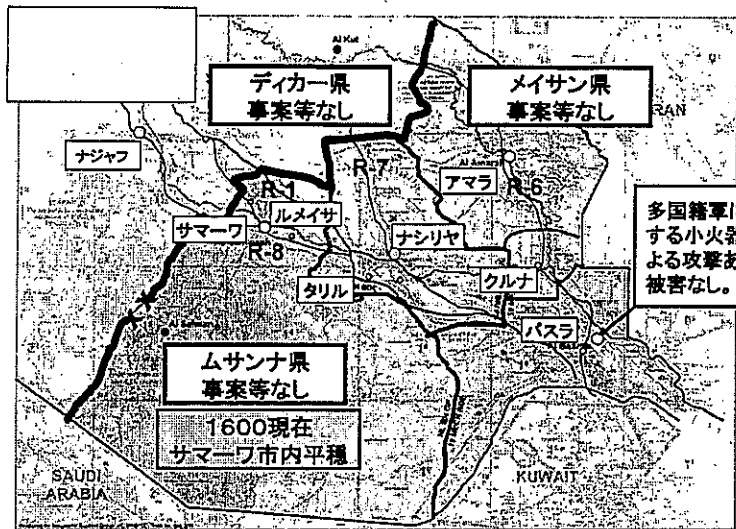 Al Kut
ディカー県
事案等なし
メイサン県
事案等なし
ナジャフ
R-7
アマラ
R-6
R-1
ルメイサ
サマーワ
ナシリヤ
R-8
タリル
クルナ
バスラ
多国籍軍に
する小火器
よる攻撃あ
被害なし。
ムサンナ県
事案等なし
1600現在
サマーワ市内平穏
SAUDI
ARABIA
KUWAIT